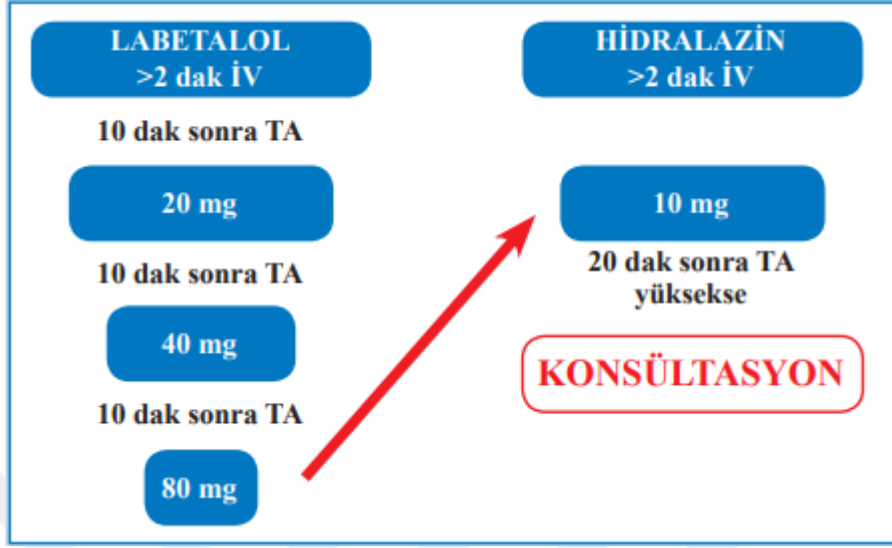 LABETALOL
>2 dak İV
10 dak sonra TA
20 mg
10 dak sonra TA
40 mg
10 dak sonra TA
80 mg
HİDRALAZİN
>2 dak İV
10 mg
20 dak sonra TA
yüksekse
KONSÜLTASYON